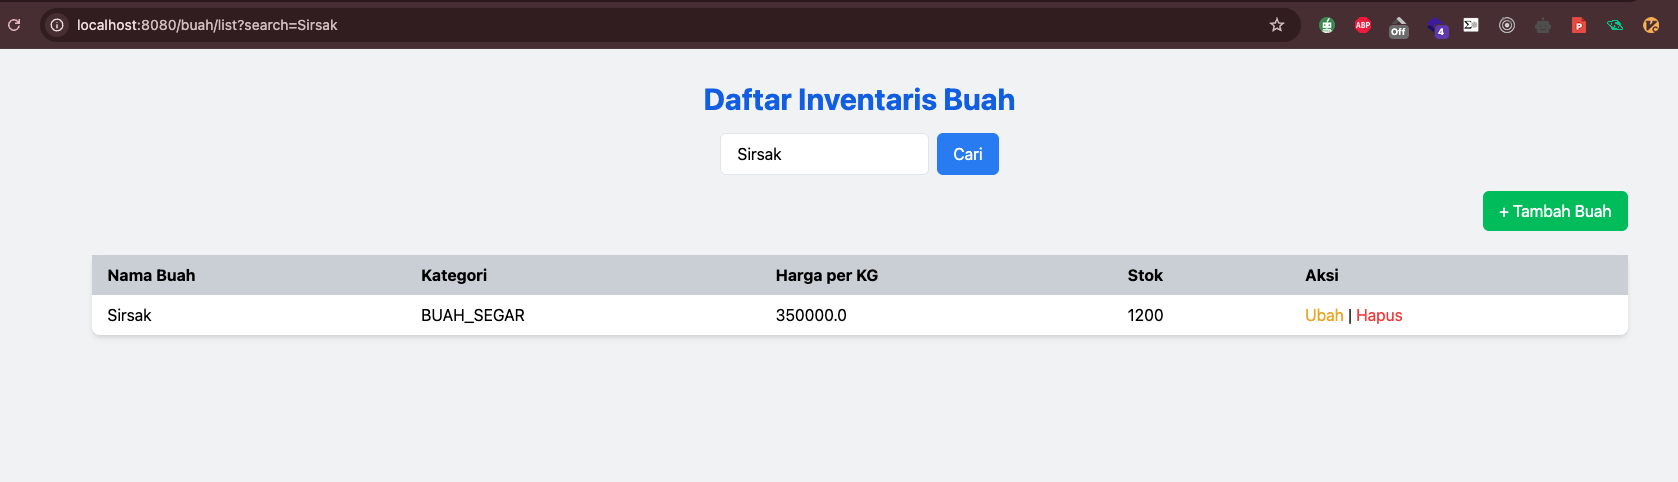 localhost:8080/buah/list?search=Sirsak
ABP
Off
4
P
Daftar Inventaris Buah
Sirsak Cari
+ Tambah Buah
Nama Buah Kategori Harga per KG Stok Aksi
Sirsak BUAH_SEGAR 350000.0 1200 Ubah | Hapus